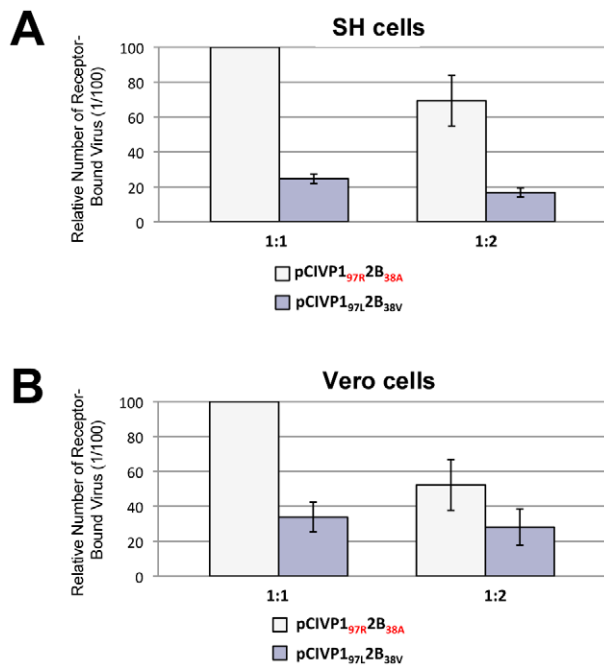 A
SH cells
Relative Number of Receptor-
Bound Virus (1/100)
100
80
60
40
20
0
1:1
1:2
pCIVP1₉₇R2B₃₈A
pCIVP1₉₇L2B₃₈V
B
Vero cells
Relative Number of Receptor-
Bound Virus (1/100)
100
80
60
40
20
0
1:1
1:2
pCIVP1₉₇R2B₃₈A
pCIVP1₉₇L2B₃₈V